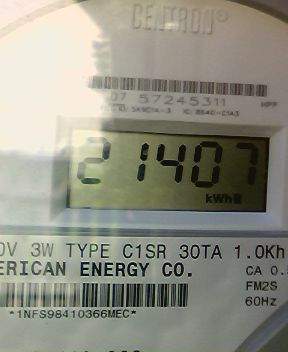 CENTRON®
07 57245311
21407
kWh
0V 3W TYPE C1SR 30TA 1.0Kh
ERICAN ENERGY CO.
CA 0.
FM2S
60Hz
*1NFS98410366MEC*